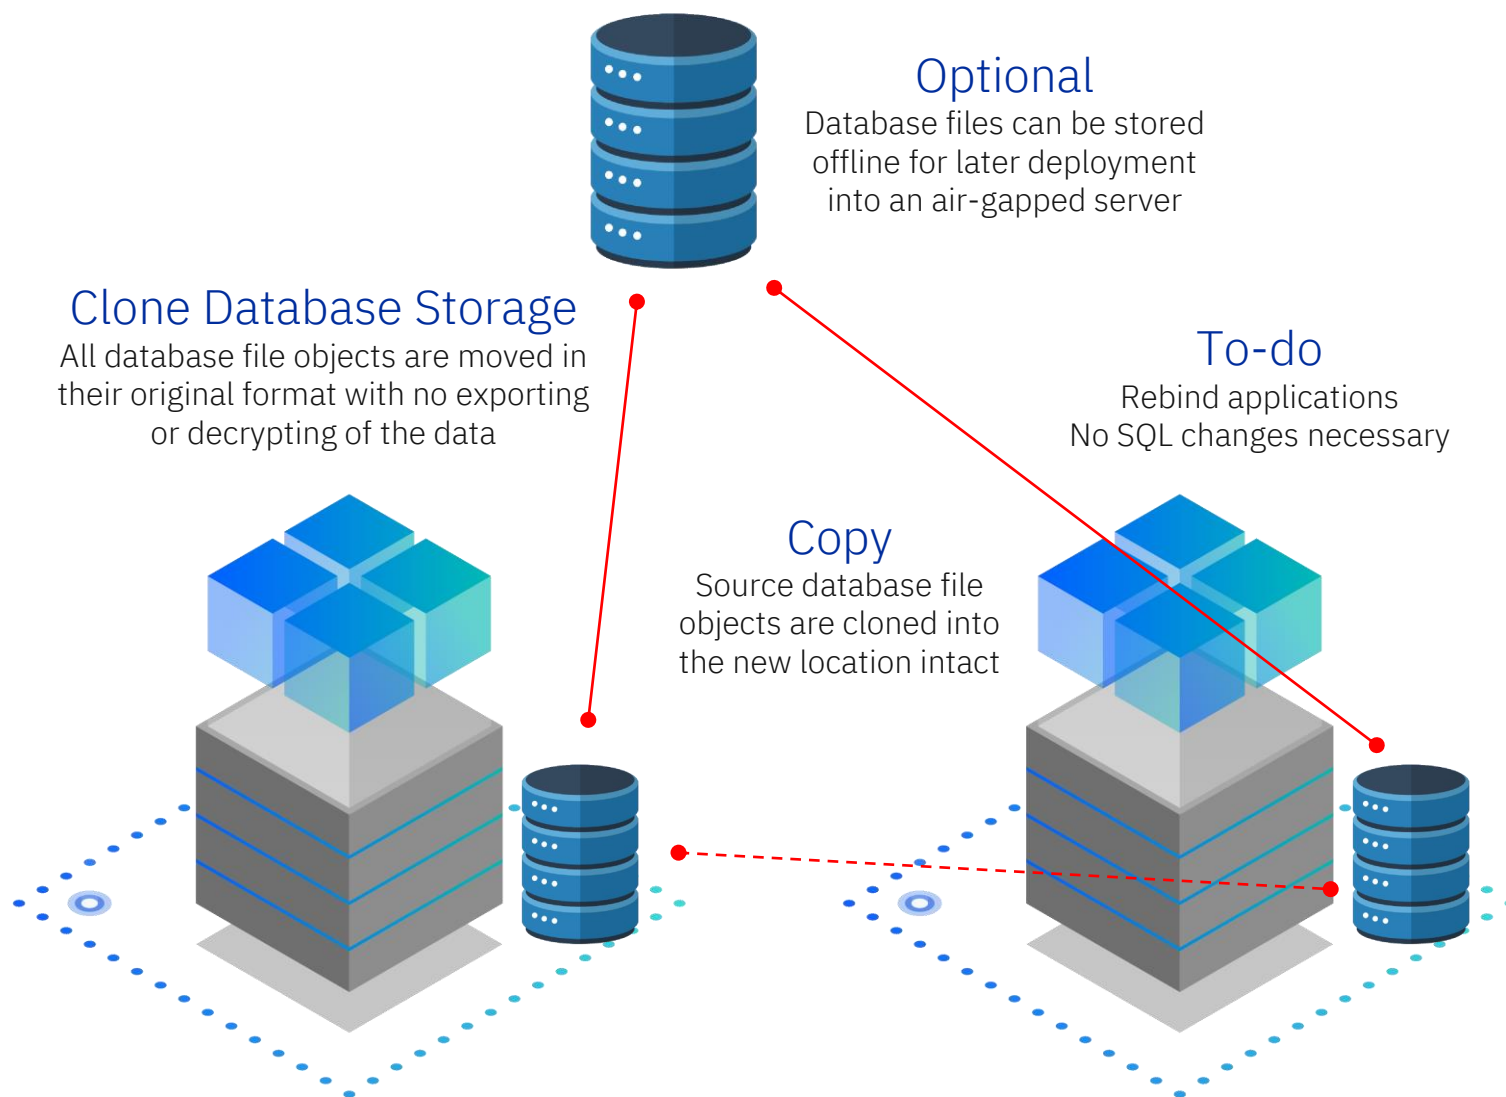 Optional
Database files can be stored
offline for later deployment
into an air-gapped server
Clone Database Storage
All database file objects are moved in
their original format with no exporting
or decrypting of the data
To-do
Rebind applications
No SQL changes necessary
Copy
Source database file
objects are cloned into
the new location intact